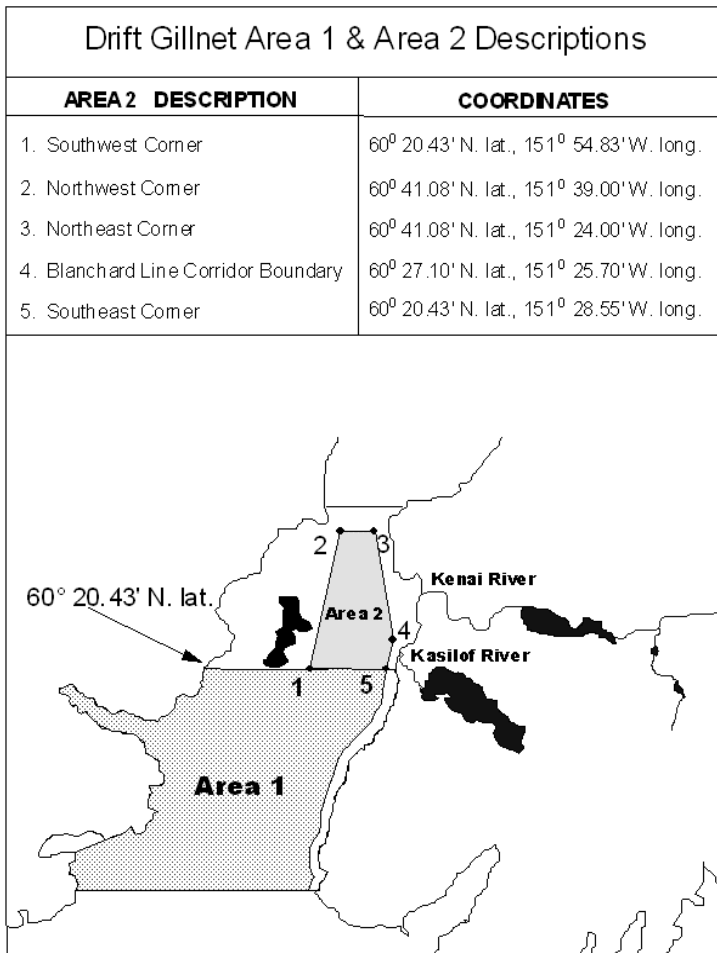 Drift Gillnet Area 1 & Area 2 Descriptions
AREA 2 DESCRIPTION COORDINATES
1. Southwest Corner 60⁰ 20.43' N. lat., 151⁰ 54.83' W. long.
2. Northwest Corner 60⁰ 41.08' N. lat., 151⁰ 39.00' W. long.
3. Northeast Corner 60⁰ 41.08' N. lat., 151⁰ 24.00' W. long.
4. Blanchard Line Corridor Boundary 60⁰ 27.10' N. lat., 151⁰ 25.70' W. long.
5. Southeast Corner 60⁰ 20.43' N. lat., 151⁰ 28.55' W. long.
2 3
Kenai River
60° 20.43' N. lat.
Area 2
4
Kasilof River
1 5
Area 1